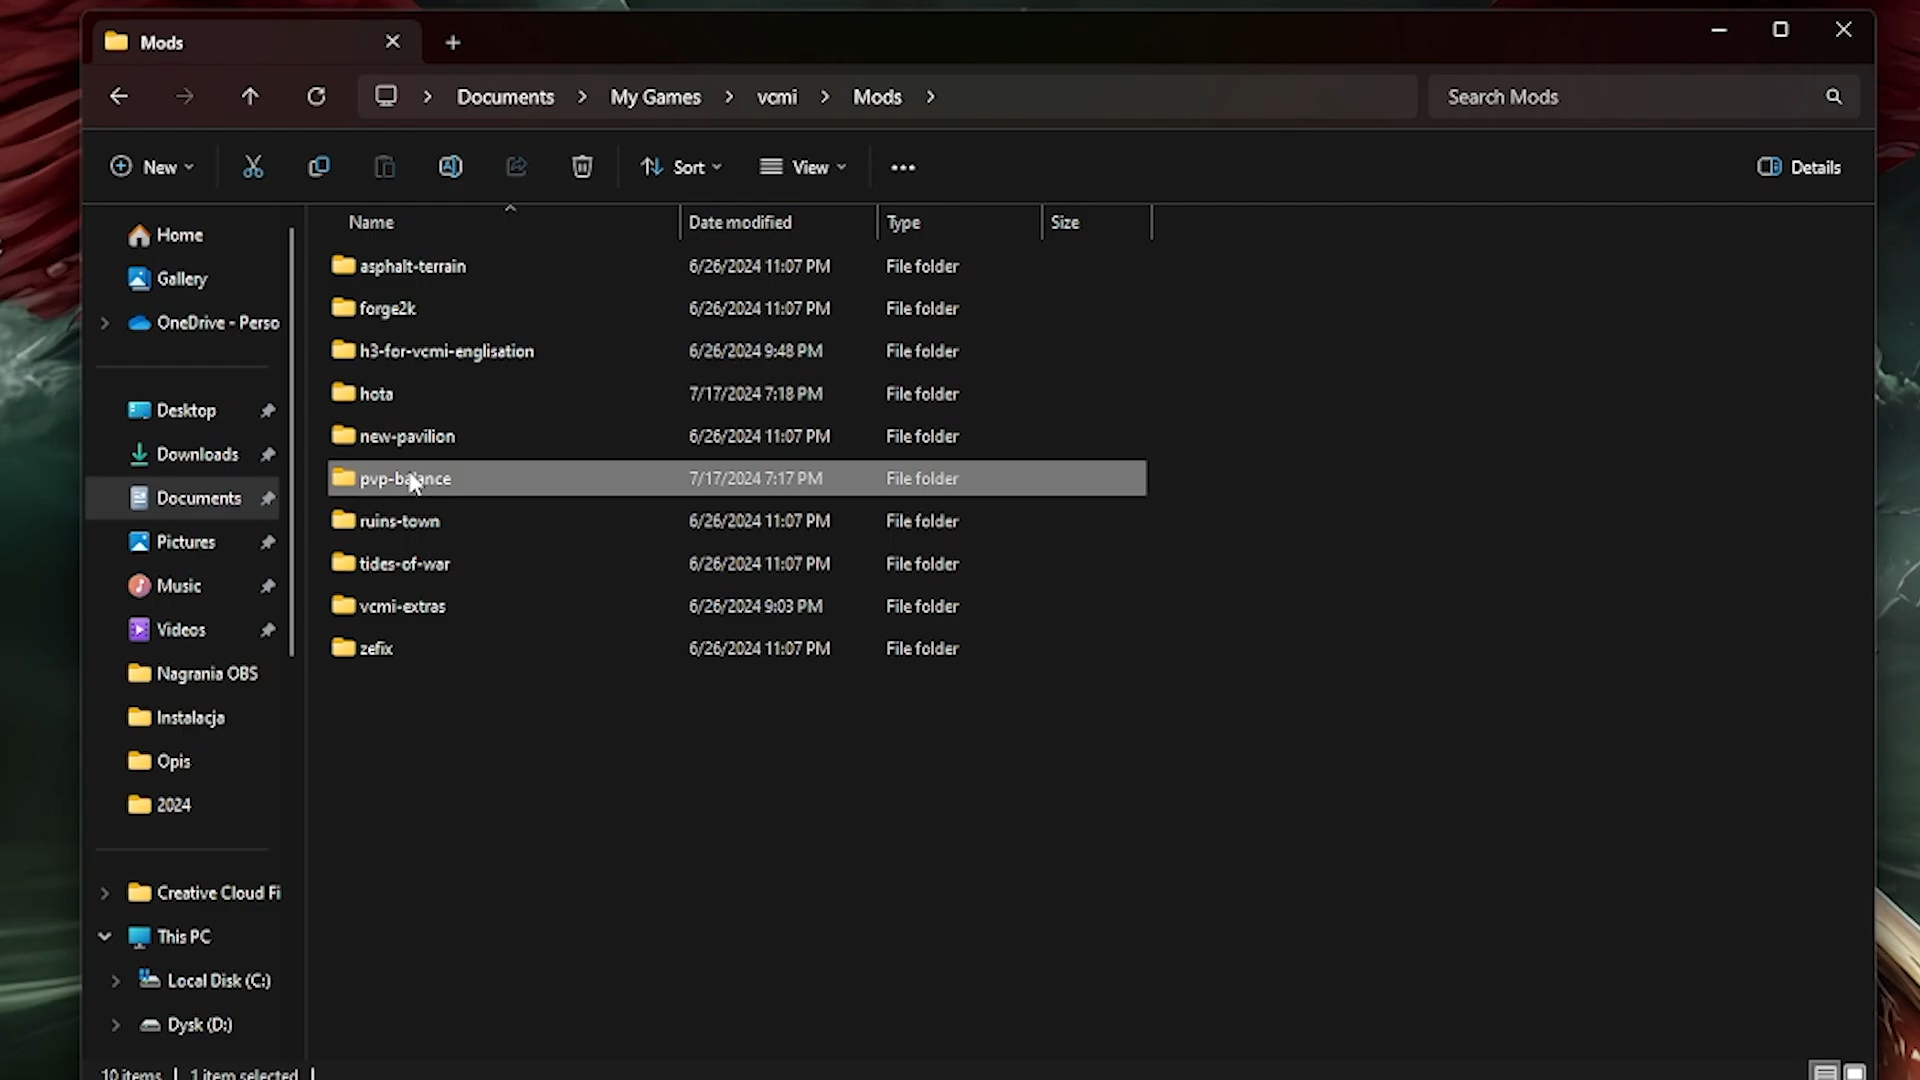 Mods
Documents
My Games
vcmi
Mods
Search Mods
New
Sort
View
Details
Name
Date modified
Type
Size
Home
Gallery
OneDrive - Perso
Desktop
Downloads
Documents
Pictures
Music
Videos
Nagrania OBS
Instalacja
Opis
2024
Creative Cloud Fi
This PC
Local Disk (C:)
Dysk (D:)
asphalt-terrain 6/26/2024 11:07 PM File folder
forge2k 6/26/2024 11:07 PM File folder
h3-for-vcmi-englisation 6/26/2024 9:48 PM File folder
hota 7/17/2024 7:18 PM File folder
new-pavilion 6/26/2024 11:07 PM File folder
pvp-balance 7/17/2024 7:17 PM File folder
ruins-town 6/26/2024 11:07 PM File folder
tides-of-war 6/26/2024 11:07 PM File folder
vcmi-extras 6/26/2024 9:03 PM File folder
zefix 6/26/2024 11:07 PM File folder
10 items | 1 item selected |